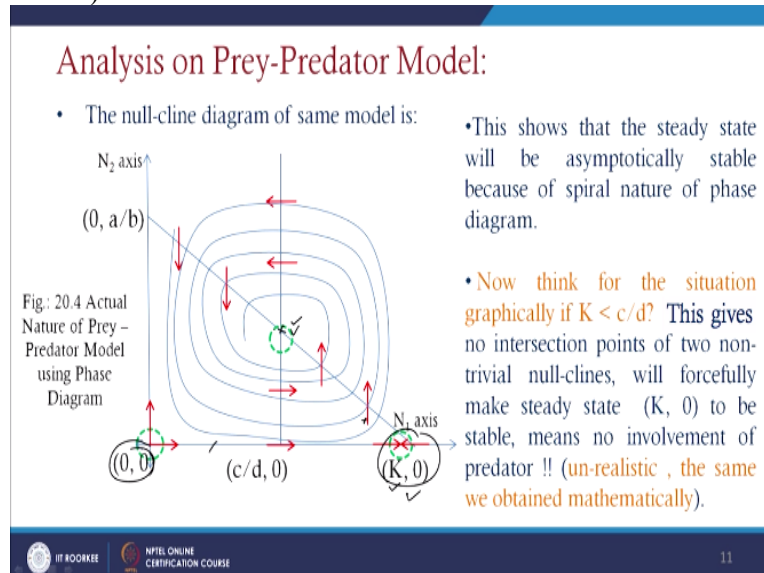 Analysis on Prey-Predator Model:
• The null-cline diagram of same model is:
N₂ axis
(0, a/b)
Fig.: 20.4 Actual
Nature of Prey –
Predator Model
using Phase
Diagram
N₁ axis
(0, 0)
(c/d, 0)
(K, 0)
•This shows that the steady state
will be asymptotically stable
because of spiral nature of phase
diagram.
• Now think for the situation
graphically if K < c/d? This gives
no intersection points of two non-
trivial null-clines, will forcefully
make steady state (K, 0) to be
stable, means no involvement of
predator !! (un-realistic , the same
we obtained mathematically).
IIT ROORKEE
NPTEL ONLINE
CERTIFICATION COURSE
11